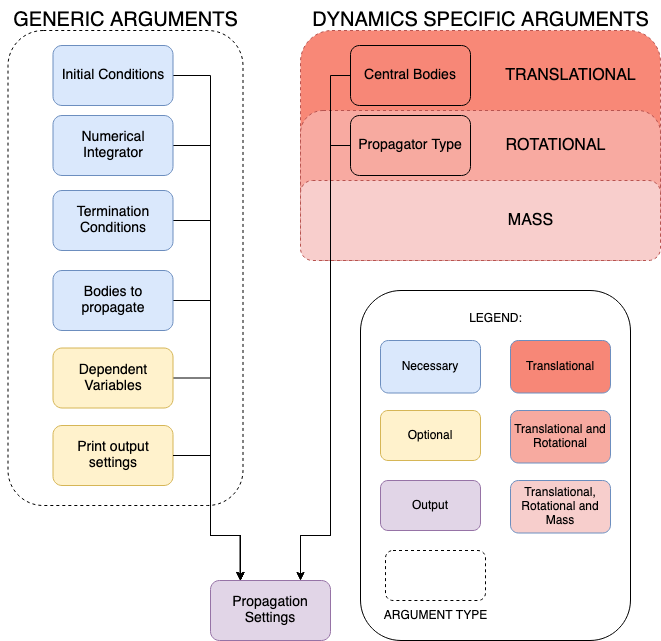 GENERIC ARGUMENTS
Initial Conditions
Numerical
Integrator
Termination
Conditions
Bodies to
propagate
Dependent
Variables
Print output
settings
DYNAMICS SPECIFIC ARGUMENTS
Central Bodies
TRANSLATIONAL
Propagator Type
ROTATIONAL
MASS
LEGEND:
Necessary
Translational
Optional
Translational and
Rotational
Output
Translational,
Rotational and
Mass
ARGUMENT TYPE
Propagation
Settings